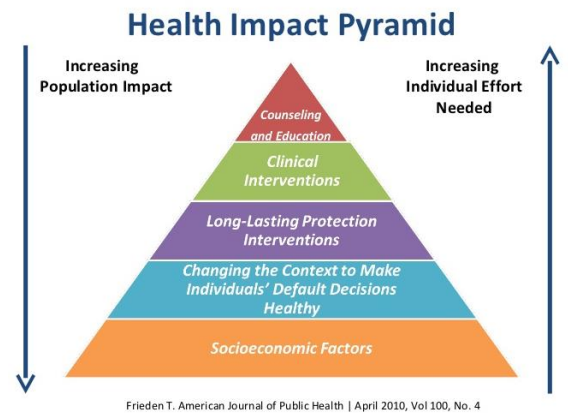 Health Impact Pyramid
Increasing
Population Impact
Increasing
Individual Effort
Needed
Counseling
and Education
Clinical
Interventions
Long-Lasting Protection
Interventions
Changing the Context to Make
Individuals' Default Decisions
Healthy
Socioeconomic Factors
Frieden T. American Journal of Public Health | April 2010, Vol 100, No. 4